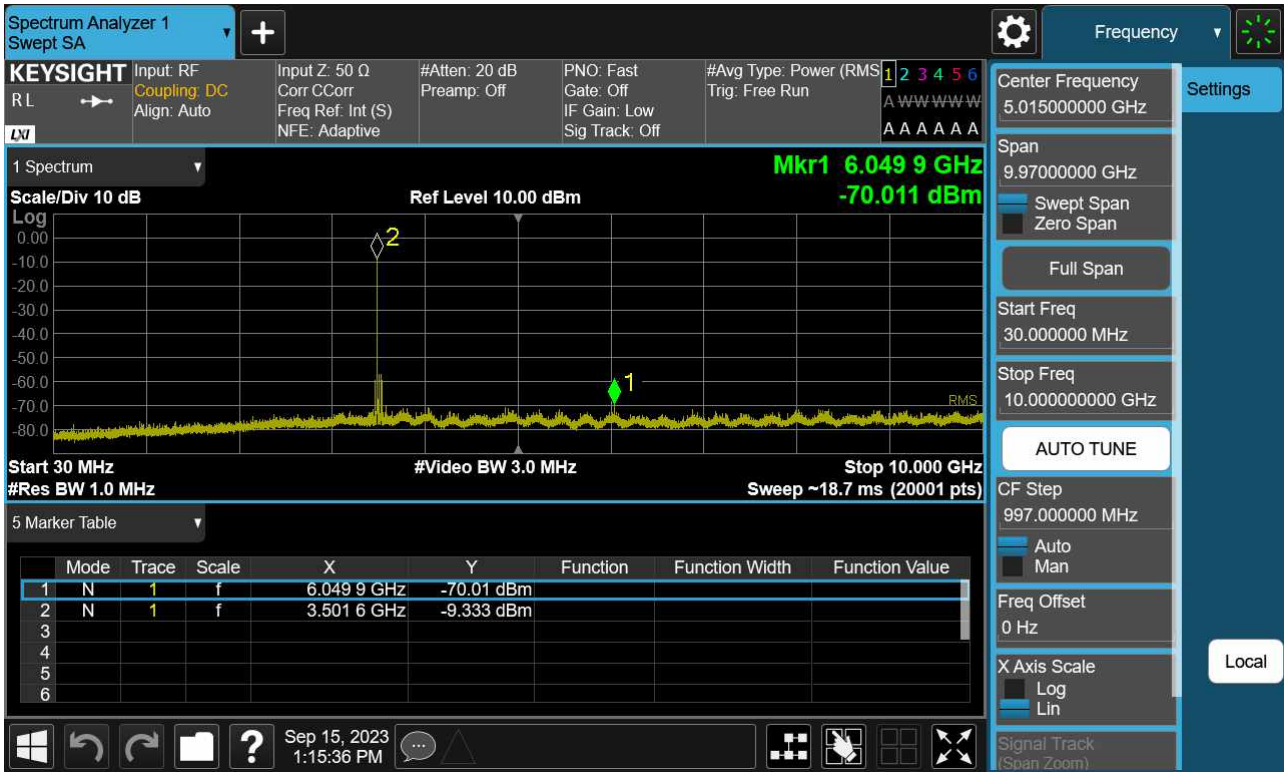 Spectrum Analyzer 1
Swept SA
Frequency
KEYSIGHT
R L
LXI
Input: RF
Coupling: DC
Align: Auto
Input Z: 50 Ω
Corr CCorr
Freq Ref: Int (S)
NFE: Adaptive
#Atten: 20 dB
Preamp: Off
PNO: Fast
Gate: Off
IF Gain: Low
Sig Track: Off
#Avg Type: Power (RMS
Trig: Free Run
1 2 3 4 5 6
A W W W W W
A A A A A A
1 Spectrum
Mkr1 6.049 9 GHz
Scale/Div 10 dB
Ref Level 10.00 dBm
-70.011 dBm
Log
0.00
-10.0
-20.0
-30.0
-40.0
-50.0
-60.0
-70.0
-80.0
2
1
RMS
Start 30 MHz
#Video BW 3.0 MHz
Stop 10.000 GHz
#Res BW 1.0 MHz
Sweep ~18.7 ms (20001 pts)
5 Marker Table
Mode Trace Scale X Y Function Function Width Function Value
1 N 1 f 6.049 9 GHz -70.01 dBm
2 N 1 f 3.501 6 GHz -9.333 dBm
3
4
5
6
?
Sep 15, 2023
1:15:36 PM
Center Frequency
5.015000000 GHz
Settings
Span
9.97000000 GHz
Swept Span
Zero Span
Full Span
Start Freq
30.000000 MHz
Stop Freq
10.000000000 GHz
AUTO TUNE
CF Step
997.000000 MHz
Auto
Man
Freq Offset
0 Hz
X Axis Scale
Log
Lin
Local
Signal Track
(Span Zoom)